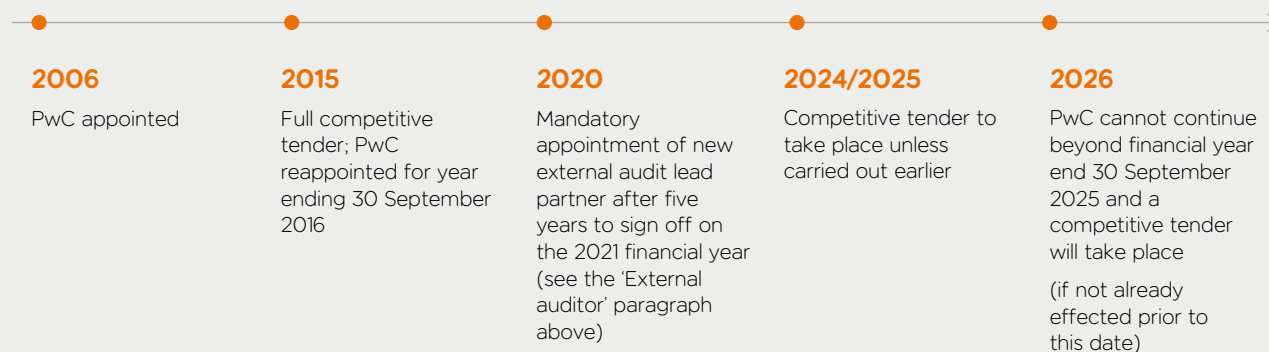 2006
PwC appointed
2015
Full competitive
tender; PwC
reappointed for year
ending 30 September
2016
2020
Mandatory
appointment of new
external audit lead
partner after five
years to sign off on
the 2021 financial year
(see the ‘External
auditor’ paragraph
above)
2024/2025
Competitive tender to
take place unless
carried out earlier
2026
PwC cannot continue
beyond financial year
end 30 September
2025 and a
competitive tender
will take place
(if not already
effected prior to
this date)